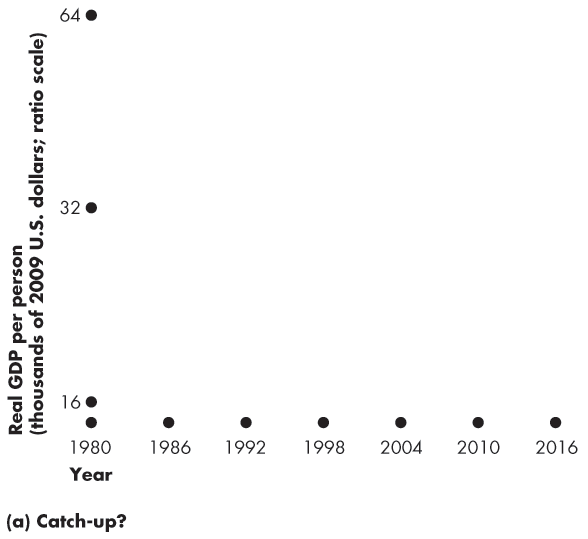 64
32
16
Real GDP per person
(thousands of 2009 U.S. dollars; ratio scale)
1980 1986 1992 1998 2004 2010 2016
Year
(a) Catch-up?